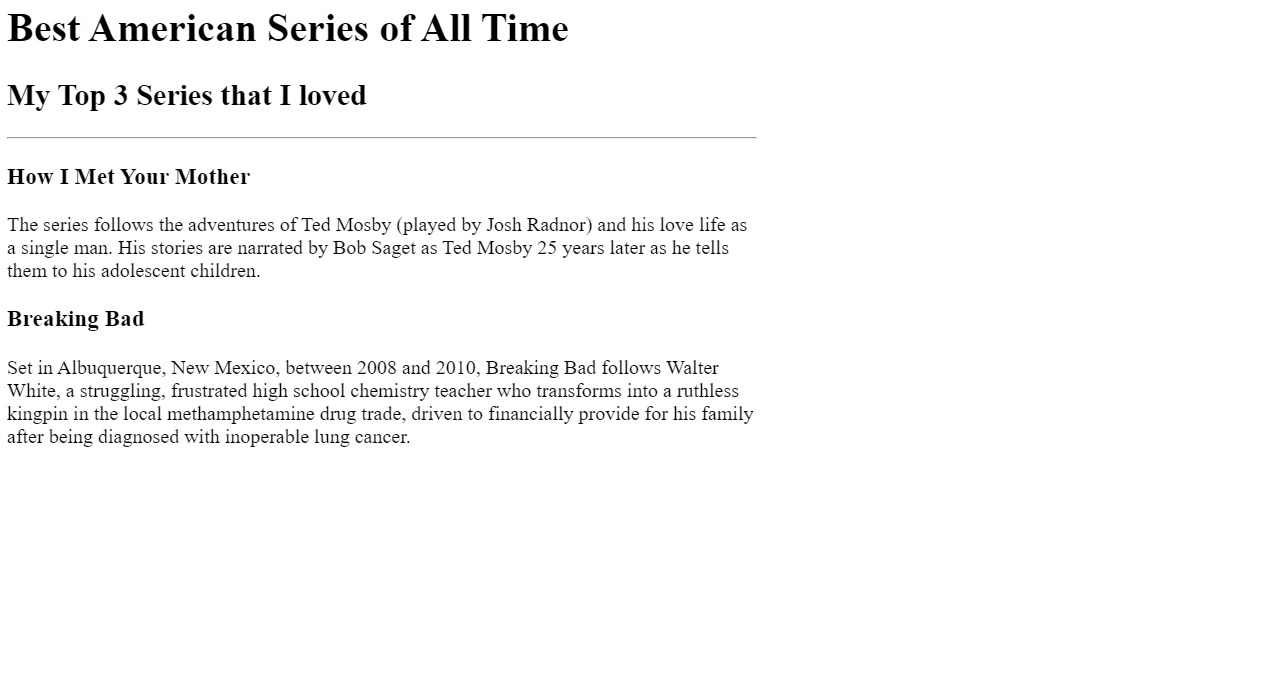 Best American Series of All Time
My Top 3 Series that I loved
How I Met Your Mother
The series follows the adventures of Ted Mosby (played by Josh Radnor) and his love life as
a single man. His stories are narrated by Bob Saget as Ted Mosby 25 years later as he tells
them to his adolescent children.
Breaking Bad
Set in Albuquerque, New Mexico, between 2008 and 2010, Breaking Bad follows Walter
White, a struggling, frustrated high school chemistry teacher who transforms into a ruthless
kingpin in the local methamphetamine drug trade, driven to financially provide for his family
after being diagnosed with inoperable lung cancer.